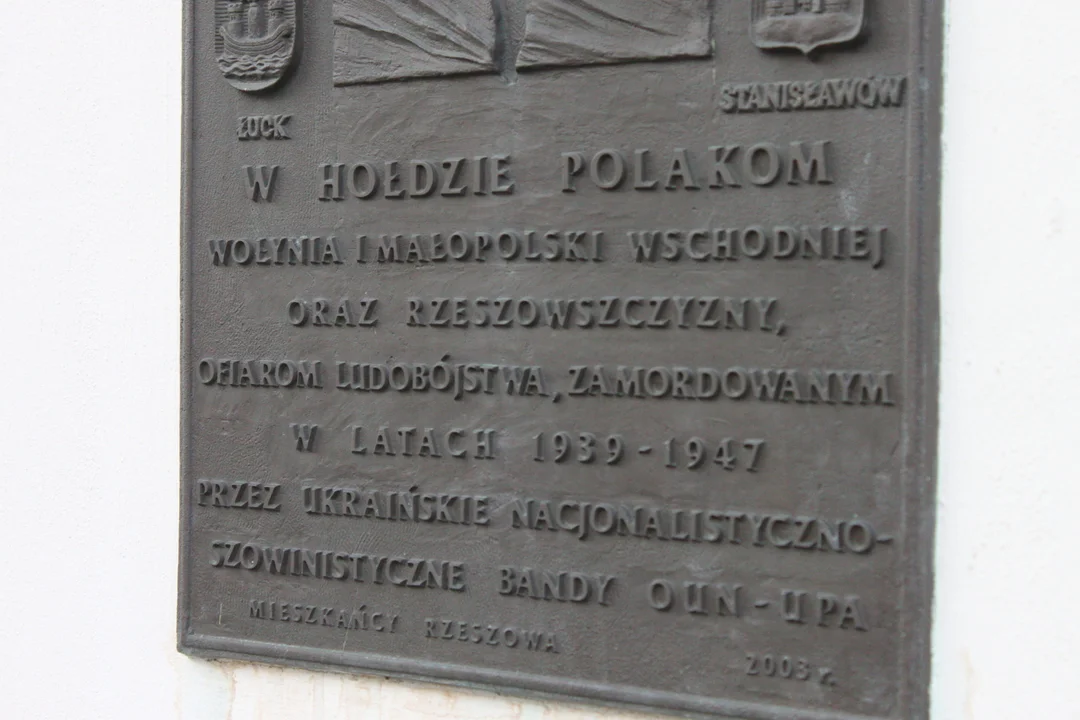 ŁUCK
STANISŁAWÓW
W HOŁDZIE POLAKOM
WOŁYNIA I MAŁOPOLSKI WSCHODNIEJ
ORAZ RZESZOWSZCZYZNY,
OFIAROM LUDOBÓJSTWA, ZAMORDOWANYM
W LATACH 1939-1947
PRZEZ UKRAIŃSKIE NACJONALISTYCZNO-
SZOWINISTYCZNE BANDY OUN-UPA
MIESZKAŃCY RZESZOWA
2003 r.